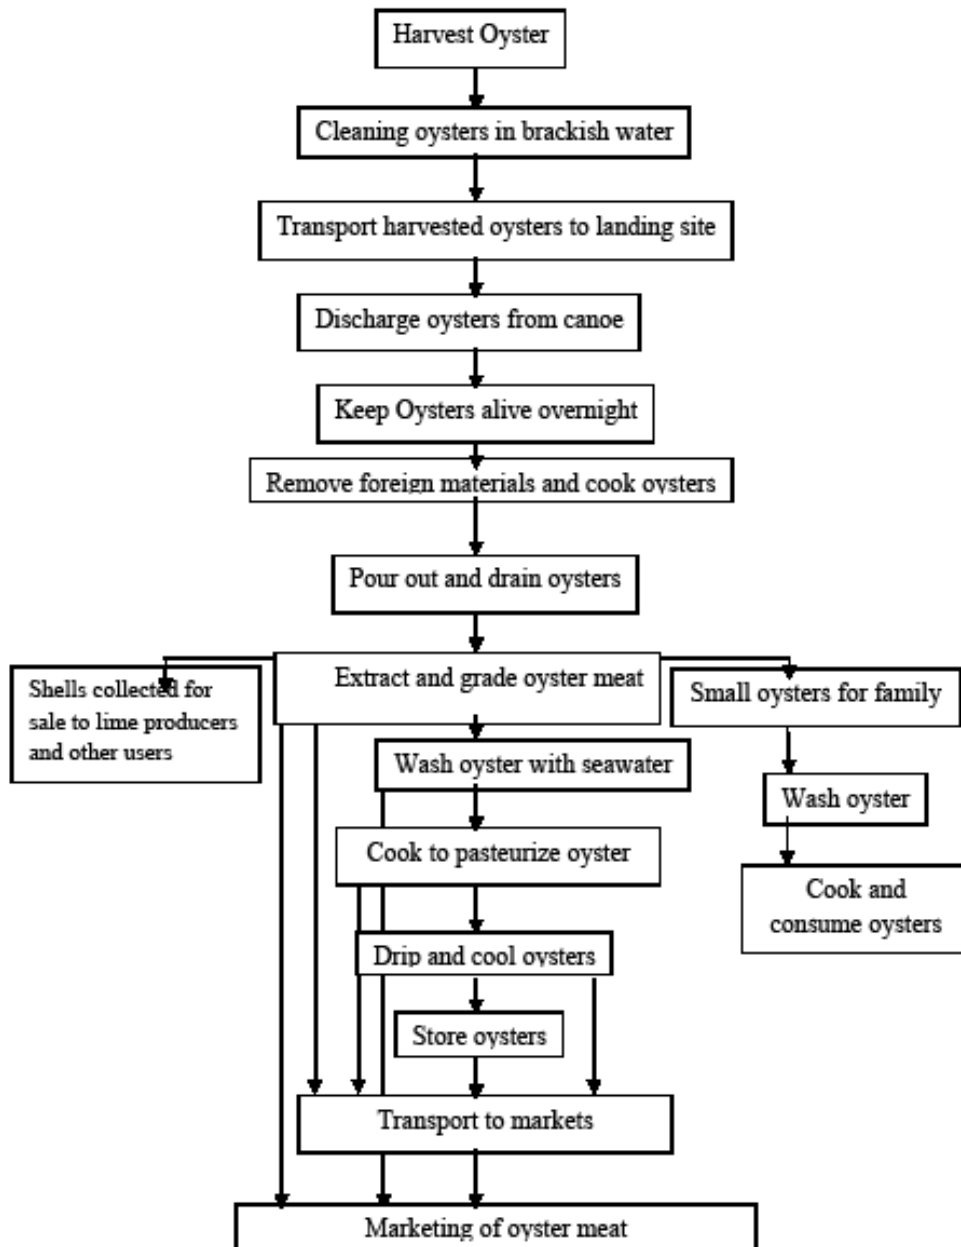 Harvest Oyster
Cleaning oysters in brackish water
Transport harvested oysters to landing site
Discharge oysters from canoe
Keep Oysters alive overnight
Remove foreign materials and cook oysters
Pour out and drain oysters
Shells collected for
sale to lime producers
and other users
Extract and grade oyster meat
Small oysters for family
Wash oyster with seawater
Wash oyster
Cook to pasteurize oyster
Cook and
consume oysters
Drip and cool oysters
Store oysters
Transport to markets
Marketing of oyster meat